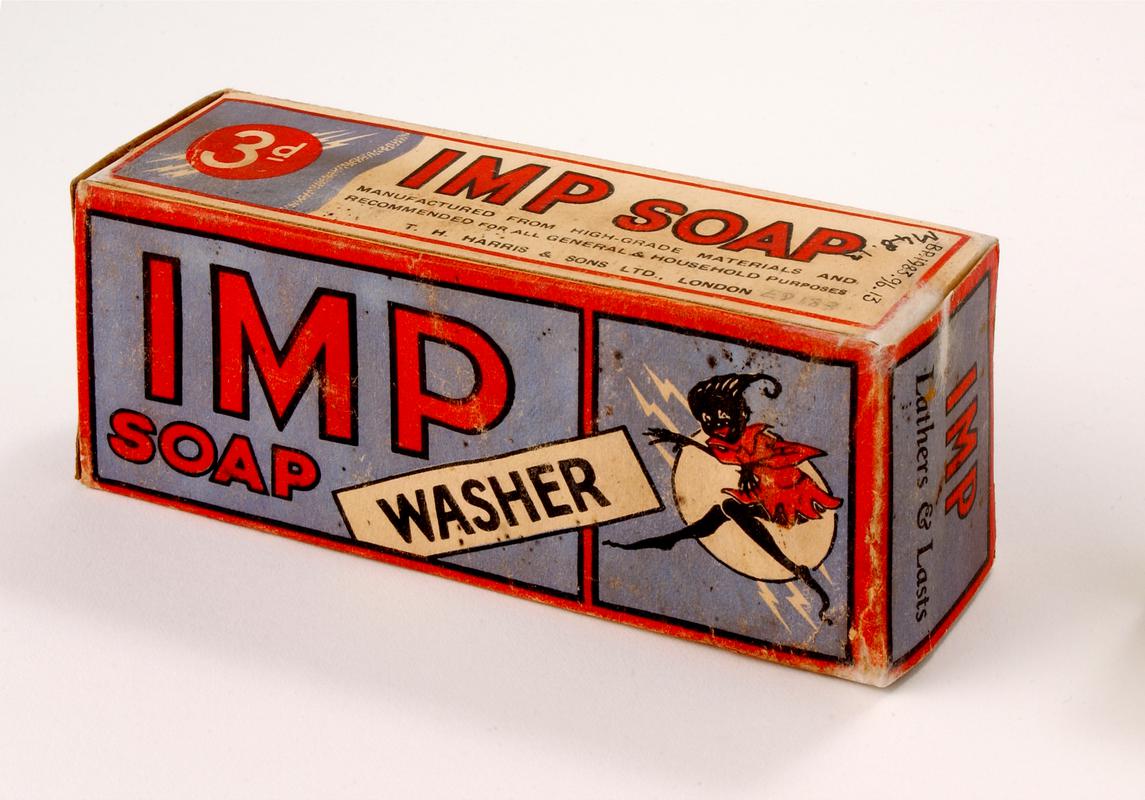 3d
IMP SOAP
MANUFACTURED FROM HIGH-GRADE MATERIALS AND
RECOMMENDED FOR ALL GENERAL & HOUSEHOLD PURPOSES
T. H. HARRIS & SONS LTD. LONDON
IMP
SOAP
WASHER
IMP
Lathers & Lasts